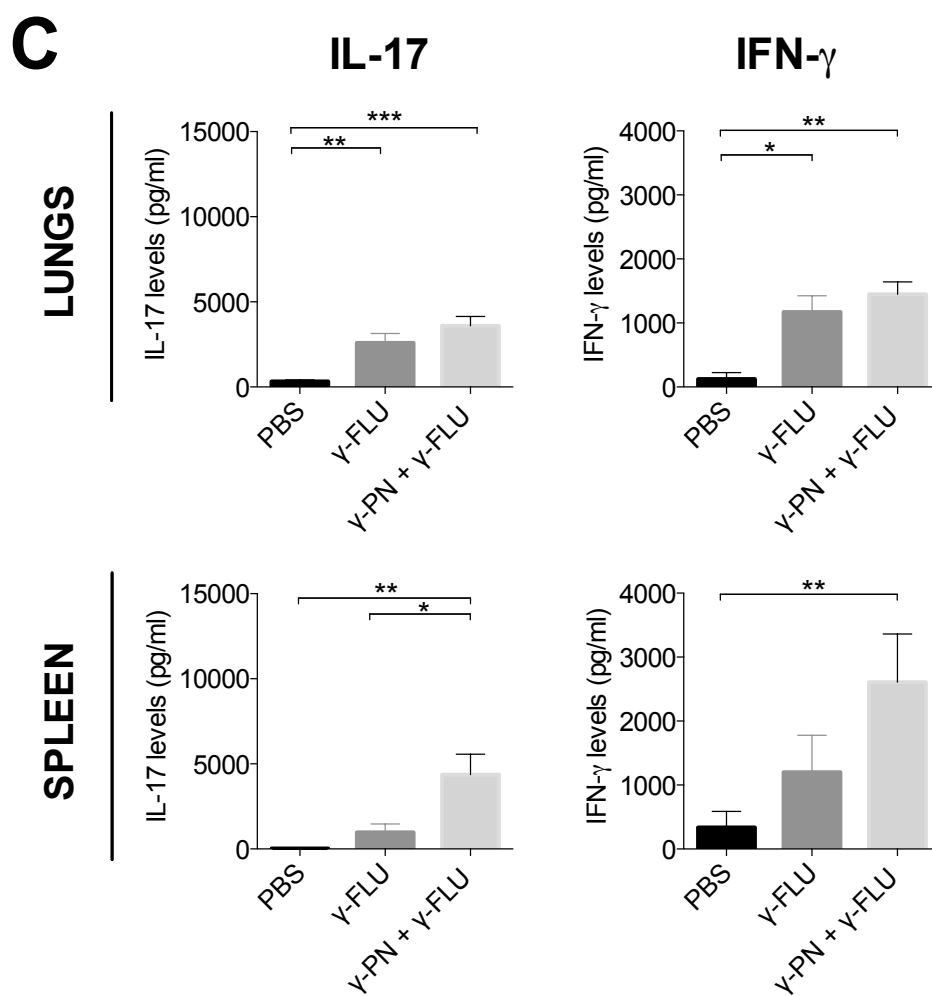 C
IL-17
IFN-γ
LUNGS
IL-17 levels (pg/ml)
15000
10000
5000
0
***
**
PBS
γ-FLU
γ-PN + γ-FLU
IFN-γ levels (pg/ml)
4000
3000
2000
1000
0
**
*
PBS
γ-FLU
γ-PN + γ-FLU
SPLEEN
IL-17 levels (pg/ml)
15000
10000
5000
0
**
*
PBS
γ-FLU
γ-PN + γ-FLU
IFN-γ levels (pg/ml)
4000
3000
2000
1000
0
**
PBS
γ-FLU
γ-PN + γ-FLU